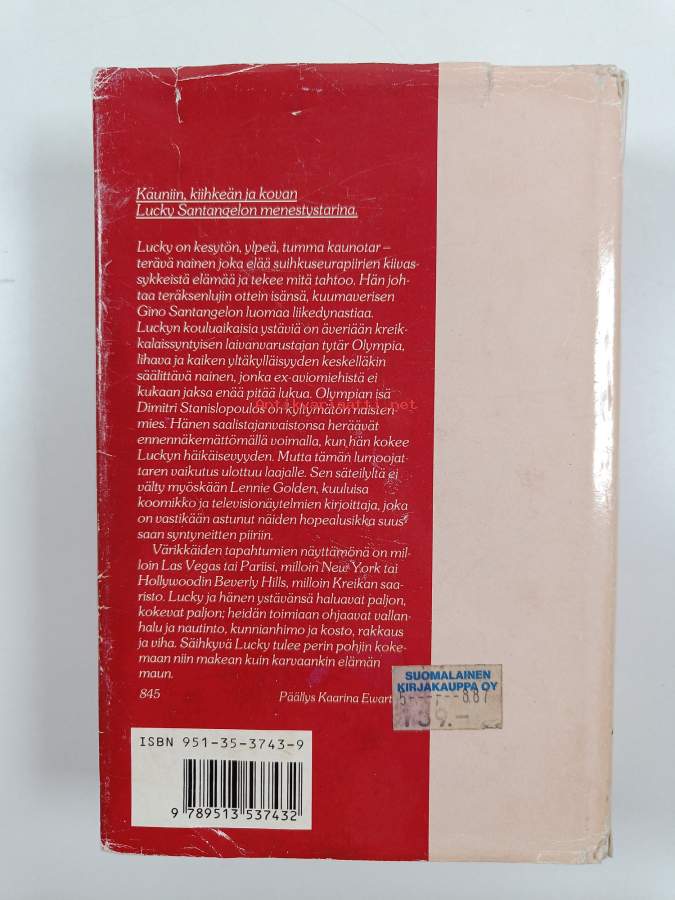 Kauniin, kiihkeän ja kovan
Lucky Santangelon menestystarina.
Lucky on kesytön, ylpeä, tumma kaunotar –
terävä nainen joka elää suihkuseurapiirien kiivas-
sykkeistä elämää ja tekee mitä tahtoo. Hän joh-
taa teräksenlujin ottein isänsä, kuumaverisen
Gino Santangelon luomaa liikedynastiaa.
Luckyn kouluaikaisia ystäviä on äveriään kreik-
kalaissyntyisen laivanvarustajan tytär Olympia,
lihava ja kaiken yltäkylläisyyden keskelläkin
säälittävä nainen, jonka ex-aviomiehistä ei
kukaan jaksa enää pitää lukua. Olympian isä
Antikvariaatti.net
Dimitri Stanislopoulos on kyltymätön naisten-
mies. Hänen saalistajanvaistonsa heräävät
ennennäkemättömällä voimalla, kun hän kokee
Luckyn häikäisevyyden. Mutta tämän lumoojat-
taren vaikutus ulottuu laajalle. Sen säteilyltä ei
välty myöskään Lennie Golden, kuuluisa
koomikko ja televisionäytelmien kirjoittaja, joka
on vastikään astunut näiden hopealusikka suus-
saan syntyneitten piiriin.
Värikkäiden tapahtumien näyttämönä on mil-
loin Las Vegas tai Pariisi, milloin New York tai
Hollywoodin Beverly Hills, milloin Kreikan saa-
risto. Lucky ja hänen ystävänsä haluavat paljon,
kokevat paljon; heidän toimiaan ohjaavat vallan-
halu ja nautinto, kunnianhimo ja kosto, rakkaus
ja viha. Säihkyvä Lucky tulee perin pohjin koke-
maan niin makean kuin karvaankin elämän
maun.
845 Päällys Kaarina Ewart
SUOMALAINEN
KIRJAKAUPPA OY
139.-
ISBN 951-35-3743-9
9 789513 537432